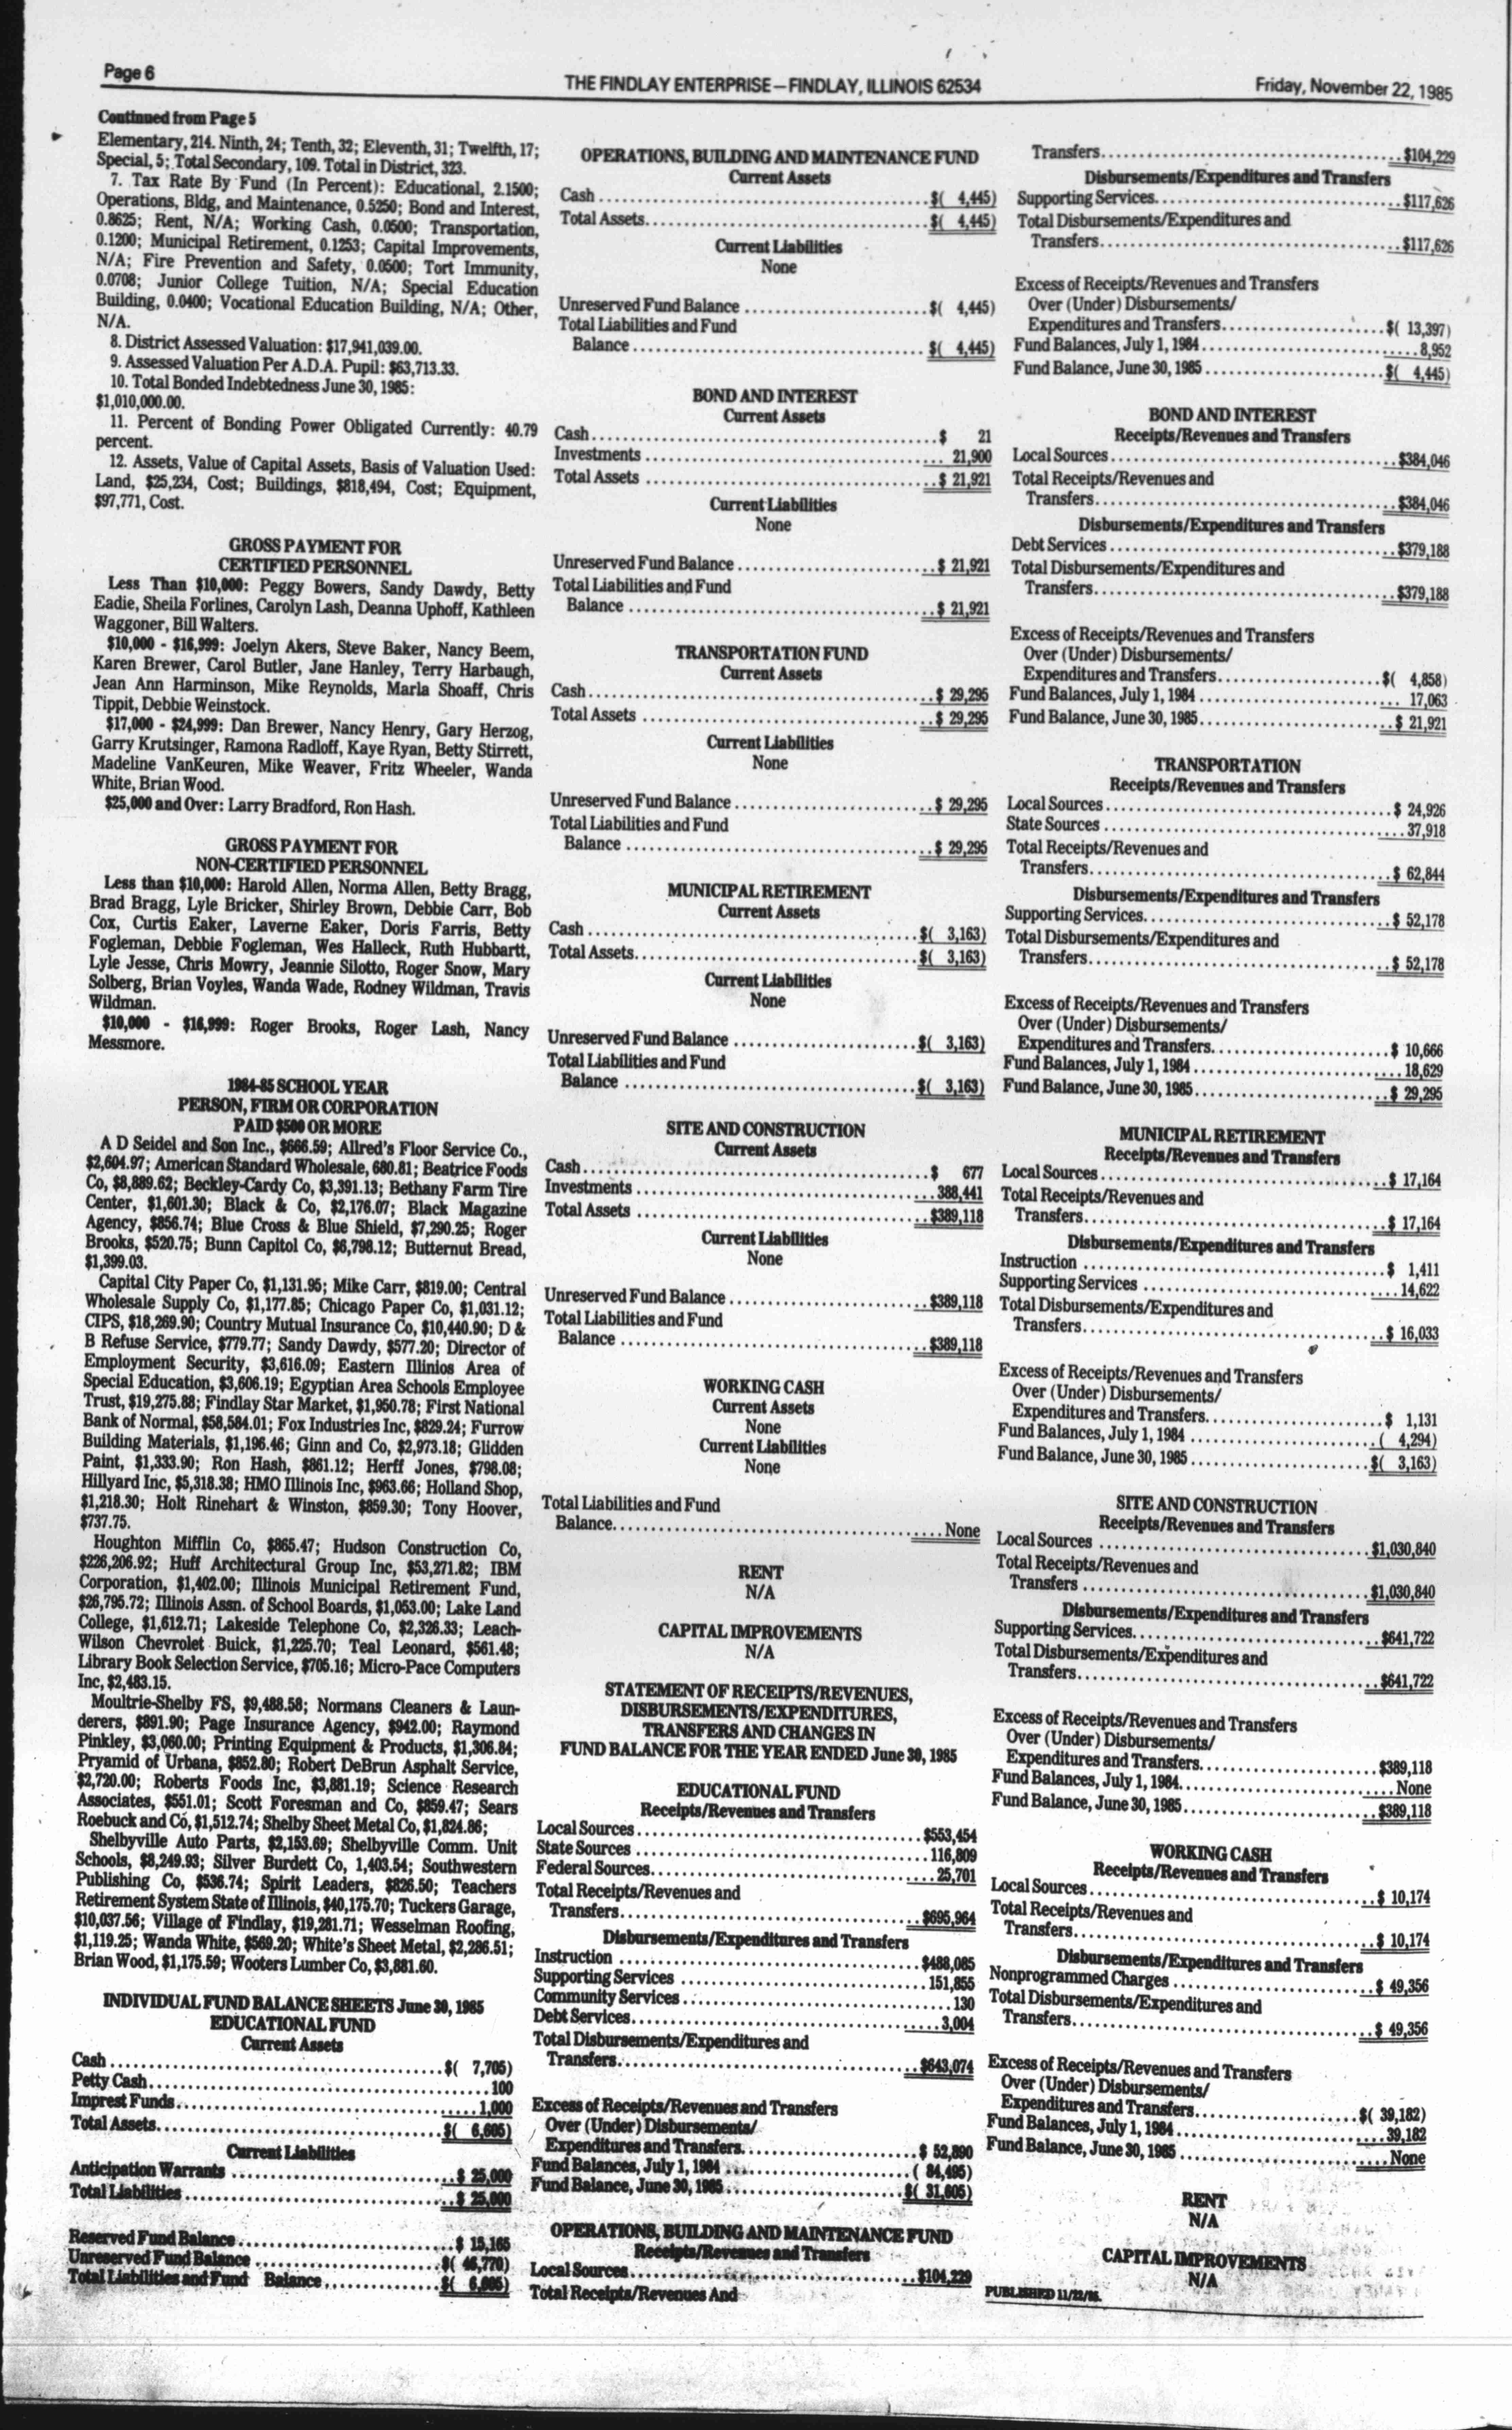 Page 6
THE FINDLAY ENTERPRISE—FINDLAY, ILLINOIS 62534
Friday, November 22, 1985
Continued from Page 5
Elementary, 214. Ninth, 24; Tenth, 32; Eleventh, 31; Twelfth, 17;
Special, 5; Total Secondary, 109. Total in District, 323.
7. Tax Rate By Fund (In Percent): Educational, 2.1500;
Operations, Bldg, and Maintenance, 0.5250; Bond and Interest,
0.8625; Rent, N/A; Working Cash, 0.0500; Transportation,
0.1200; Municipal Retirement, 0.1253; Capital Improvements,
N/A; Fire Prevention and Safety, 0.0500; Tort Immunity,
0.0708; Junior College Tuition, N/A; Special Education
Building, 0.0400; Vocational Education Building, N/A; Other,
N/A.
8. District Assessed Valuation: $17,941,039.00.
9. Assessed Valuation Per A.D.A. Pupil: $63,713.33.
10. Total Bonded Indebtedness June 30, 1985:
$1,010,000.00.
11. Percent of Bonding Power Obligated Currently: 40.79
percent.
12. Assets, Value of Capital Assets, Basis of Valuation Used:
Land, $25,234, Cost; Buildings, $818,494, Cost; Equipment,
$97,771, Cost.
GROSS PAYMENT FOR
CERTIFIED PERSONNEL
Less Than $10,000: Peggy Bowers, Sandy Dawdy, Betty
Eadie, Sheila Forlines, Carolyn Lash, Deanna Uphoff, Kathleen
Waggoner, Bill Walters.
$10,000 - $16,999: Joelyn Akers, Steve Baker, Nancy Beem,
Karen Brewer, Carol Butler, Jane Hanley, Terry Harbaugh,
Jean Ann Harminson, Mike Reynolds, Marla Shoaff, Chris
Tippit, Debbie Weinstock.
$17,000 - $24,999: Dan Brewer, Nancy Henry, Gary Herzog,
Garry Krutsinger, Ramona Radloff, Kaye Ryan, Betty Stirrett,
Madeline VanKeuren, Mike Weaver, Fritz Wheeler, Wanda
White, Brian Wood.
$25,000 and Over: Larry Bradford, Ron Hash.
GROSS PAYMENT FOR
NON-CERTIFIED PERSONNEL
Less than $10,000: Harold Allen, Norma Allen, Betty Bragg,
Brad Bragg, Lyle Bricker, Shirley Brown, Debbie Carr, Bob
Cox, Curtis Eaker, Laverne Eaker, Doris Farris, Betty
Fogleman, Debbie Fogleman, Wes Halleck, Ruth Hubbartt,
Lyle Jesse, Chris Mowry, Jeannie Silotto, Roger Snow, Mary
Solberg, Brian Voyles, Wanda Wade, Rodney Wildman, Travis
Wildman.
$10,000 - $16,999: Roger Brooks, Roger Lash, Nancy
Messmore.
1984-85 SCHOOL YEAR
PERSON, FIRM OR CORPORATION
PAID $500 OR MORE
A D Seidel and Son Inc., $666.59; Allred's Floor Service Co.,
$2,604.97; American Standard Wholesale, 680.81; Beatrice Foods
Co, $8,889.62; Beckley-Cardy Co, $3,391.13; Bethany Farm Tire
Center, $1,601.30; Black & Co, $2,176.07; Black Magazine
Agency, $856.74; Blue Cross & Blue Shield, $7,290.25; Roger
Brooks, $520.75; Bunn Capitol Co, $6,798.12; Butternut Bread,
$1,399.03.
Capital City Paper Co, $1,131.95; Mike Carr, $819.00; Central
Wholesale Supply Co, $1,177.85; Chicago Paper Co, $1,031.12;
CIPS, $18,269.90; Country Mutual Insurance Co, $10,440.90; D &
B Refuse Service, $779.77; Sandy Dawdy, $577.20; Director of
Employment Security, $3,616.09; Eastern Illinios Area of
Special Education, $3,606.19; Egyptian Area Schools Employee
Trust, $19,275.88; Findlay Star Market, $1,950.78; First National
Bank of Normal, $58,584.01; Fox Industries Inc, $829.24; Furrow
Building Materials, $1,196.46; Ginn and Co, $2,973.18; Glidden
Paint, $1,333.90; Ron Hash, $861.12; Herff Jones, $798.08;
Hillyard Inc, $5,318.38; HMO Illinois Inc, $963.66; Holland Shop,
$1,218.30; Holt Rinehart & Winston, $859.30; Tony Hoover,
$737.75.
Houghton Mifflin Co, $865.47; Hudson Construction Co,
$226,206.92; Huff Architectural Group Inc, $53,271.82; IBM
Corporation, $1,402.00; Illinois Municipal Retirement Fund,
$26,795.72; Illinois Assn. of School Boards, $1,053.00; Lake Land
College, $1,612.71; Lakeside Telephone Co, $2,326.33; Leach-
Wilson Chevrolet Buick, $1,225.70; Teal Leonard, $561.48;
Library Book Selection Service, $705.16; Micro-Pace Computers
Inc, $2,483.15.
Moultrie-Shelby FS, $9,488.58; Normans Cleaners & Laun-
derers, $891.90; Page Insurance Agency, $942.00; Raymond
Pinkley, $3,060.00; Printing Equipment & Products, $1,306.84;
Pryamid of Urbana, $852.80; Robert DeBrun Asphalt Service,
$2,720.00; Roberts Foods Inc, $3,881.19; Science Research
Associates, $551.01; Scott Foresman and Co, $859.47; Sears
Roebuck and Co, $1,512.74; Shelby Sheet Metal Co, $1,824.86;
Shelbyville Auto Parts, $2,153.69; Shelbyville Comm. Unit
Schools, $8,249.93; Silver Burdett Co, 1,403.54; Southwestern
Publishing Co, $536.74; Spirit Leaders, $826.50; Teachers
Retirement System State of Illinois, $40,175.70; Tuckers Garage,
$10,037.56; Village of Findlay, $19,281.71; Wesselman Roofing,
$1,119.25; Wanda White, $569.20; White's Sheet Metal, $2,286.51;
Brian Wood, $1,175.59; Wooters Lumber Co, $3,881.60.
INDIVIDUAL FUND BALANCE SHEETS June 30, 1985
EDUCATIONAL FUND
Current Assets
Cash $( 7,705)
Petty Cash 100
Imprest Funds 1,000
Total Assets $( 6,605)
Current Liabilities
Anticipation Warrants $ 25,000
Total Liabilities $ 25,000
Reserved Fund Balance $ 15,165
Unreserved Fund Balance $( 46,770)
Total Liabilities and Fund Balance $( 6,605)
OPERATIONS, BUILDING AND MAINTENANCE FUND
Current Assets
Cash $( 4,445)
Total Assets $( 4,445)
Current Liabilities
None
Unreserved Fund Balance $( 4,445)
Total Liabilities and Fund
Balance $( 4,445)
BOND AND INTEREST
Current Assets
Cash $ 21
Investments 21,900
Total Assets $ 21,921
Current Liabilities
None
Unreserved Fund Balance $ 21,921
Total Liabilities and Fund
Balance $ 21,921
TRANSPORTATION FUND
Current Assets
Cash $ 29,295
Total Assets $ 29,295
Current Liabilities
None
Unreserved Fund Balance $ 29,295
Total Liabilities and Fund
Balance $ 29,295
MUNICIPAL RETIREMENT
Current Assets
Cash $( 3,163)
Total Assets $( 3,163)
Current Liabilities
None
Unreserved Fund Balance $( 3,163)
Total Liabilities and Fund
Balance $( 3,163)
SITE AND CONSTRUCTION
Current Assets
Cash $ 677
Investments 388,441
Total Assets $389,118
Current Liabilities
None
Unreserved Fund Balance $389,118
Total Liabilities and Fund
Balance $389,118
WORKING CASH
Current Assets
None
Current Liabilities
None
Total Liabilities and Fund
Balance None
RENT
N/A
CAPITAL IMPROVEMENTS
N/A
STATEMENT OF RECEIPTS/REVENUES,
DISBURSEMENTS/EXPENDITURES,
TRANSFERS AND CHANGES IN
FUND BALANCE FOR THE YEAR ENDED June 30, 1985
EDUCATIONAL FUND
Receipts/Revenues and Transfers
Local Sources $553,454
State Sources 116,809
Federal Sources 25,701
Total Receipts/Revenues and
Transfers $695,964
Disbursements/Expenditures and Transfers
Instruction $488,085
Supporting Services 151,855
Community Services 130
Debt Services 3,004
Total Disbursements/Expenditures and
Transfers $643,074
Excess of Receipts/Revenues and Transfers
Over (Under) Disbursements/
Expenditures and Transfers $ 52,890
Fund Balances, July 1, 1984 ( 84,495)
Fund Balance, June 30, 1985 $( 31,605)
OPERATIONS, BUILDING AND MAINTENANCE FUND
Receipts/Revenues and Transfers
Local Sources $104,229
Total Receipts/Revenues And
Transfers $104,229
Disbursements/Expenditures and Transfers
Supporting Services $117,626
Total Disbursements/Expenditures and
Transfers $117,626
Excess of Receipts/Revenues and Transfers
Over (Under) Disbursements/
Expenditures and Transfers $( 13,397)
Fund Balances, July 1, 1984 8,952
Fund Balance, June 30, 1985 $( 4,445)
BOND AND INTEREST
Receipts/Revenues and Transfers
Local Sources $384,046
Total Receipts/Revenues and
Transfers $384,046
Disbursements/Expenditures and Transfers
Debt Services $379,188
Total Disbursements/Expenditures and
Transfers $379,188
Excess of Receipts/Revenues and Transfers
Over (Under) Disbursements/
Expenditures and Transfers $( 4,858)
Fund Balances, July 1, 1984 17,063
Fund Balance, June 30, 1985 $ 21,921
TRANSPORTATION
Receipts/Revenues and Transfers
Local Sources $ 24,926
State Sources 37,918
Total Receipts/Revenues and
Transfers $ 62,844
Disbursements/Expenditures and Transfers
Supporting Services $ 52,178
Total Disbursements/Expenditures and
Transfers $ 52,178
Excess of Receipts/Revenues and Transfers
Over (Under) Disbursements/
Expenditures and Transfers $ 10,666
Fund Balances, July 1, 1984 18,629
Fund Balance, June 30, 1985 $ 29,295
MUNICIPAL RETIREMENT
Receipts/Revenues and Transfers
Local Sources $ 17,164
Total Receipts/Revenues and
Transfers $ 17,164
Disbursements/Expenditures and Transfers
Instruction $ 1,411
Supporting Services 14,622
Total Disbursements/Expenditures and
Transfers $ 16,033
Excess of Receipts/Revenues and Transfers
Over (Under) Disbursements/
Expenditures and Transfers $ 1,131
Fund Balances, July 1, 1984 ( 4,294)
Fund Balance, June 30, 1985 $( 3,163)
SITE AND CONSTRUCTION
Receipts/Revenues and Transfers
Local Sources $1,030,840
Total Receipts/Revenues and
Transfers $1,030,840
Disbursements/Expenditures and Transfers
Supporting Services $641,722
Total Disbursements/Expenditures and
Transfers $641,722
Excess of Receipts/Revenues and Transfers
Over (Under) Disbursements/
Expenditures and Transfers $389,118
Fund Balances, July 1, 1984 None
Fund Balance, June 30, 1985 $389,118
WORKING CASH
Receipts/Revenues and Transfers
Local Sources $ 10,174
Total Receipts/Revenues and
Transfers $ 10,174
Disbursements/Expenditures and Transfers
Nonprogrammed Charges $ 49,356
Total Disbursements/Expenditures and
Transfers $ 49,356
Excess of Receipts/Revenues and Transfers
Over (Under) Disbursements/
Expenditures and Transfers $( 39,182)
Fund Balances, July 1, 1984 39,182
Fund Balance, June 30, 1985 None
RENT
N/A
CAPITAL IMPROVEMENTS
N/A
PUBLISHED 11/22/85.